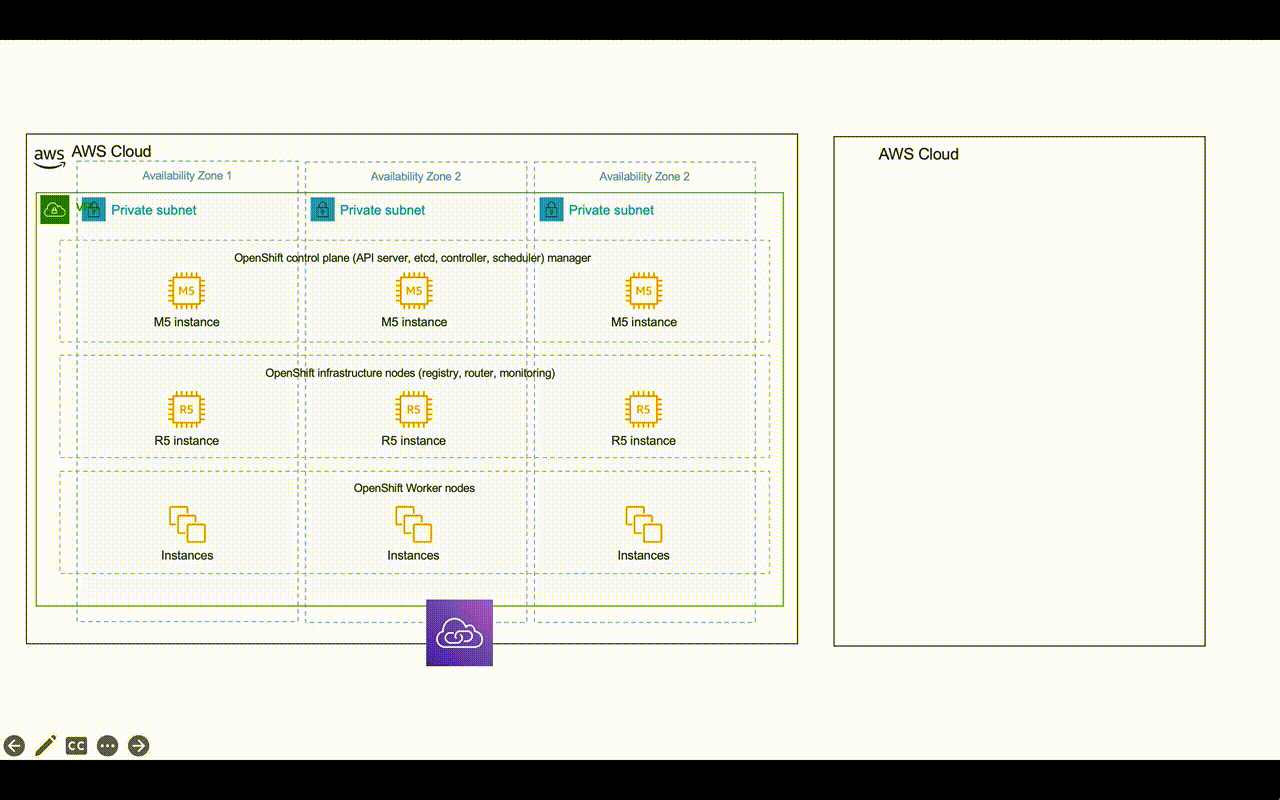 aws AWS Cloud
Availability Zone 1
Availability Zone 2
Availability Zone 2
Private subnet
Private subnet
Private subnet
OpenShift control plane (API server, etcd, controller, scheduler) manager
M5
M5
M5
M5 instance
M5 instance
M5 instance
OpenShift infrastructure nodes (registry, router, monitoring)
R5
R5
R5
R5 instance
R5 instance
R5 instance
OpenShift Worker nodes
Instances
Instances
Instances
AWS Cloud
CC